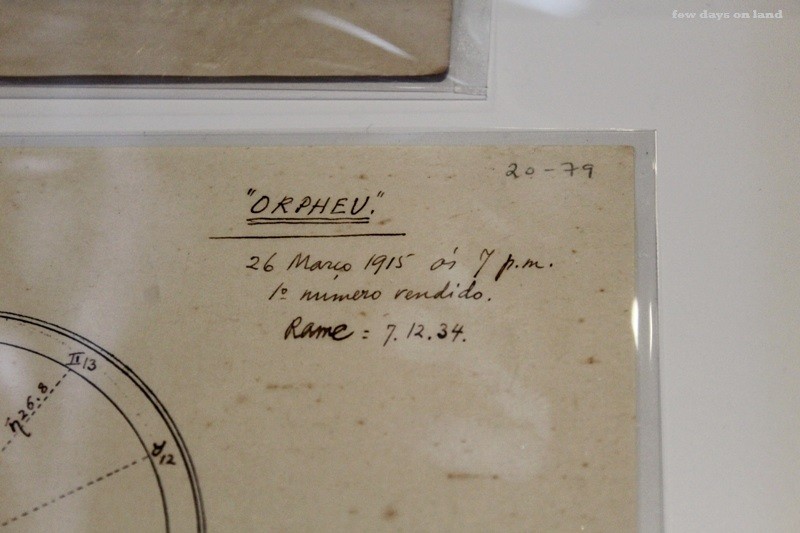 few days on land
20-79
"ORPHEU."
26 Março 1915 ás 7 p.m.
1º número vendido.
Rame = 7.12.34.
♊13
♄26.8
♉12